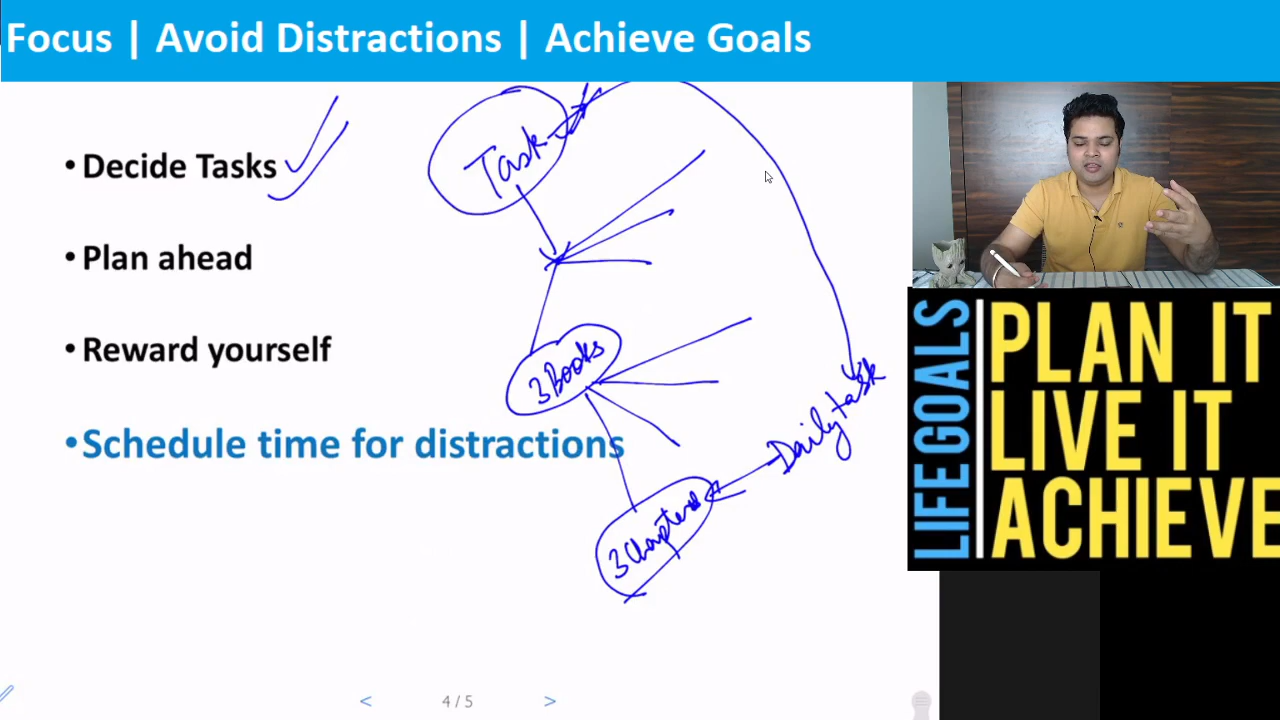 Focus | Avoid Distractions | Achieve Goals
• Decide Tasks
• Plan ahead
• Reward yourself
• Schedule time for distractions
Task
3 Books
3 Chapters
Daily task
LIFE GOALS
PLAN IT
LIVE IT
ACHIEVE
< 4 / 5 >